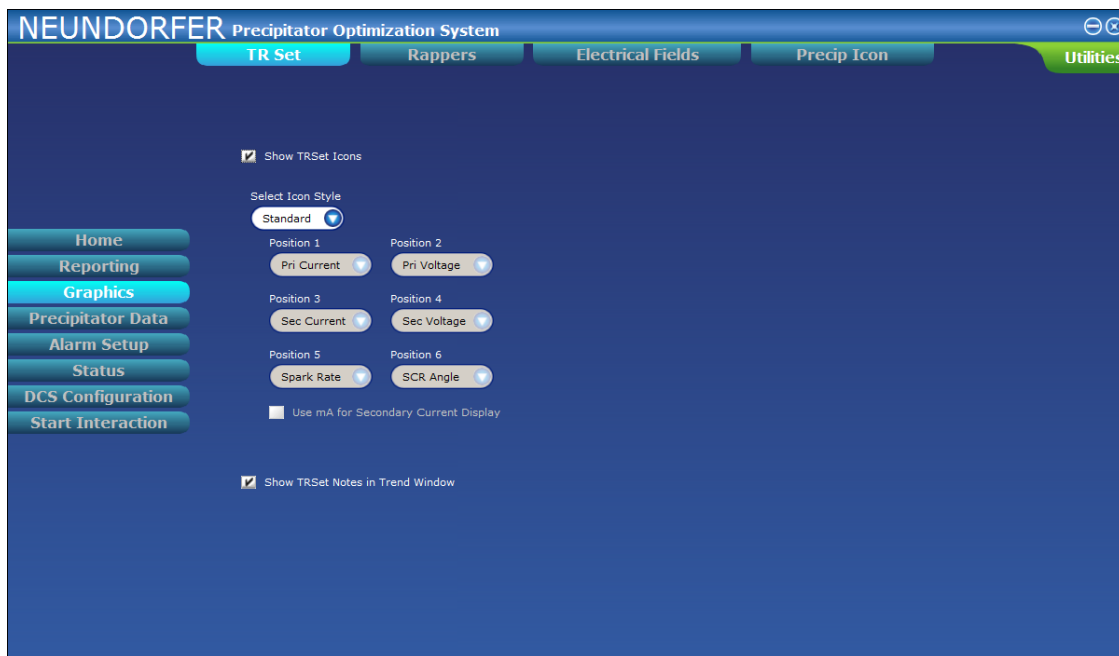 NEUNDORFER Precipitator Optimization System
TR Set Rappers Electrical Fields Precip Icon Utilities
Show TRSet Icons
Select Icon Style
Standard
Home
Position 1 Position 2
Reporting
Pri Current Pri Voltage
Graphics
Position 3 Position 4
Precipitator Data
Sec Current Sec Voltage
Alarm Setup
Position 5 Position 6
Status
Spark Rate SCR Angle
DCS Configuration
Use mA for Secondary Current Display
Start Interaction
Show TRSet Notes in Trend Window